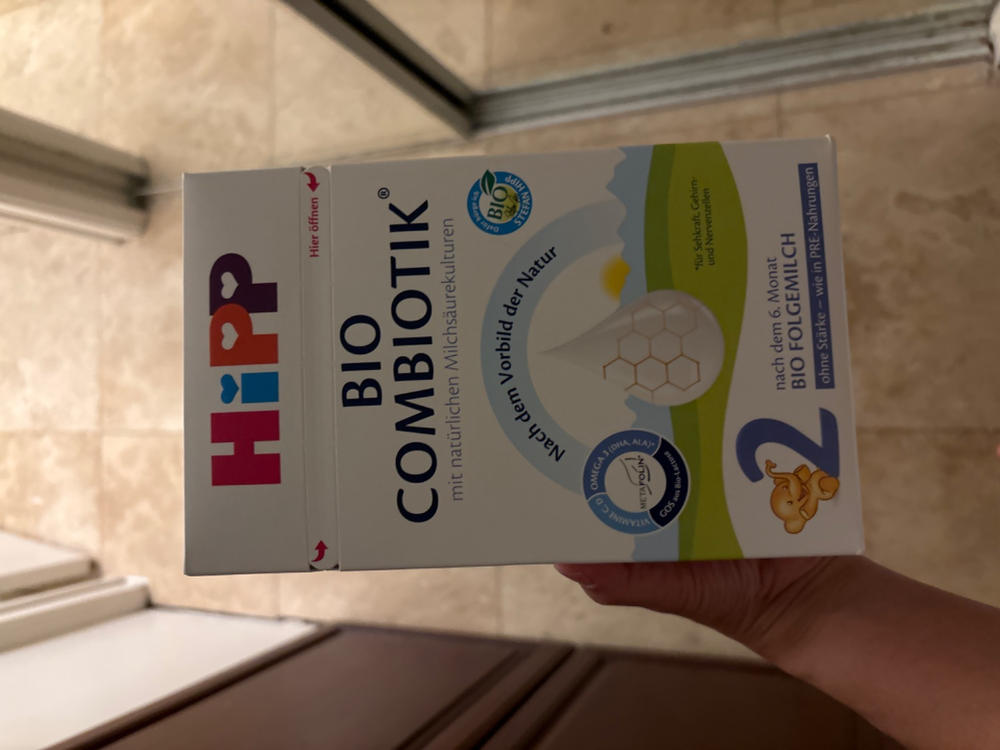 HiPP
Hier öffnen
BIO
COMBIOTIK®
mit natürlichen Milchsäurekulturen
BIO
STEFAN HIPP
Nach dem Vorbild der Natur
*für Sehkraft, Gehirn-
und Nervenzellen
OMEGA 3 (DHA, ALA)*
METAFOLIN®
VITAMINE C, D
GOS aus Bio-Lactose
2
nach dem 6. Monat
BIO FOLGEMILCH
ohne Stärke – wie in PRE-Nahrungen